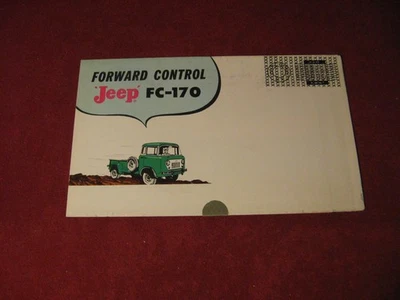 FORWARD CONTROL
'Jeep' FC-170